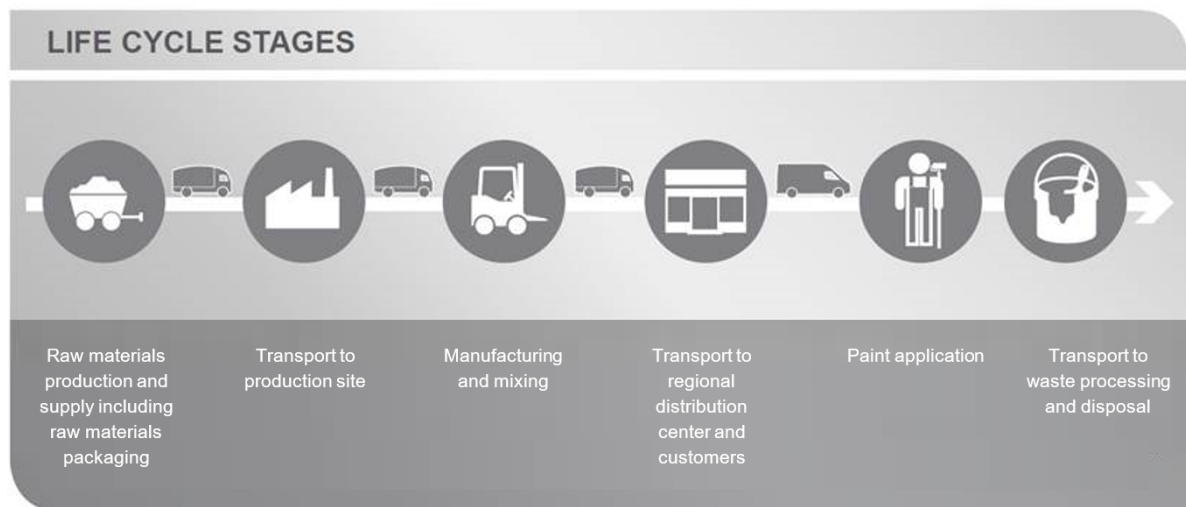 LIFE CYCLE STAGES
Raw materials
production and
supply including
raw materials
packaging
Transport to
production site
Manufacturing
and mixing
Transport to
regional
distribution
center and
customers
Paint application
Transport to
waste processing
and disposal